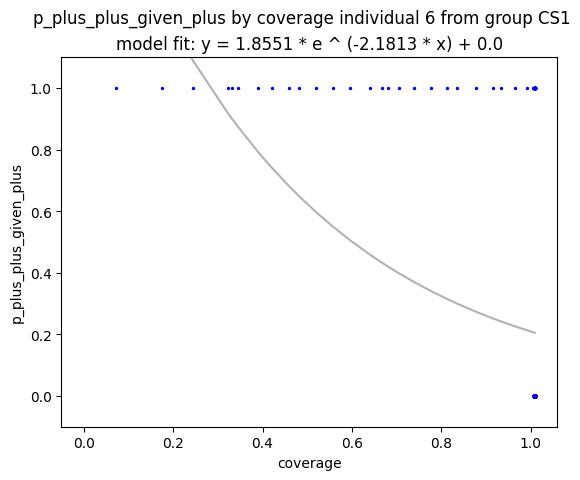 p_plus_plus_given_plus by coverage individual 6 from group CS1
model fit: y = 1.8551 * e ^ (-2.1813 * x) + 0.0
1.0
0.8
0.6
0.4
0.2
0.0
p_plus_plus_given_plus
0.0 0.2 0.4 0.6 0.8 1.0
coverage